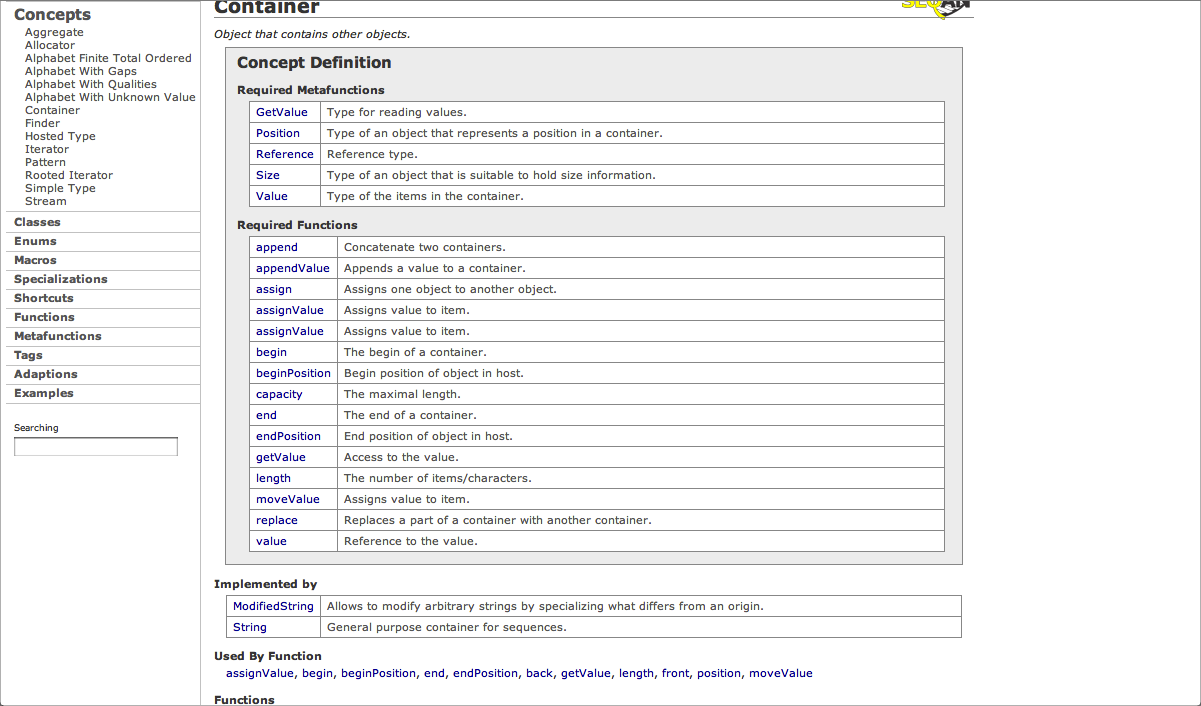 Concepts
Aggregate
Allocator
Alphabet Finite Total Ordered
Alphabet With Gaps
Alphabet With Qualities
Alphabet With Unknown Value
Container
Finder
Hosted Type
Iterator
Pattern
Rooted Iterator
Simple Type
Stream
Classes
Enums
Macros
Specializations
Shortcuts
Functions
Metafunctions
Tags
Adaptions
Examples
Searching
Container
SEQAN
Object that contains other objects.
Concept Definition
Required Metafunctions
GetValue Type for reading values.
Position Type of an object that represents a position in a container.
Reference Reference type.
Size Type of an object that is suitable to hold size information.
Value Type of the items in the container.
Required Functions
append Concatenate two containers.
appendValue Appends a value to a container.
assign Assigns one object to another object.
assignValue Assigns value to item.
assignValue Assigns value to item.
begin The begin of a container.
beginPosition Begin position of object in host.
capacity The maximal length.
end The end of a container.
endPosition End position of object in host.
getValue Access to the value.
length The number of items/characters.
moveValue Assigns value to item.
replace Replaces a part of a container with another container.
value Reference to the value.
Implemented by
ModifiedString Allows to modify arbitrary strings by specializing what differs from an origin.
String General purpose container for sequences.
Used By Function
assignValue, begin, beginPosition, end, endPosition, back, getValue, length, front, position, moveValue
Functions